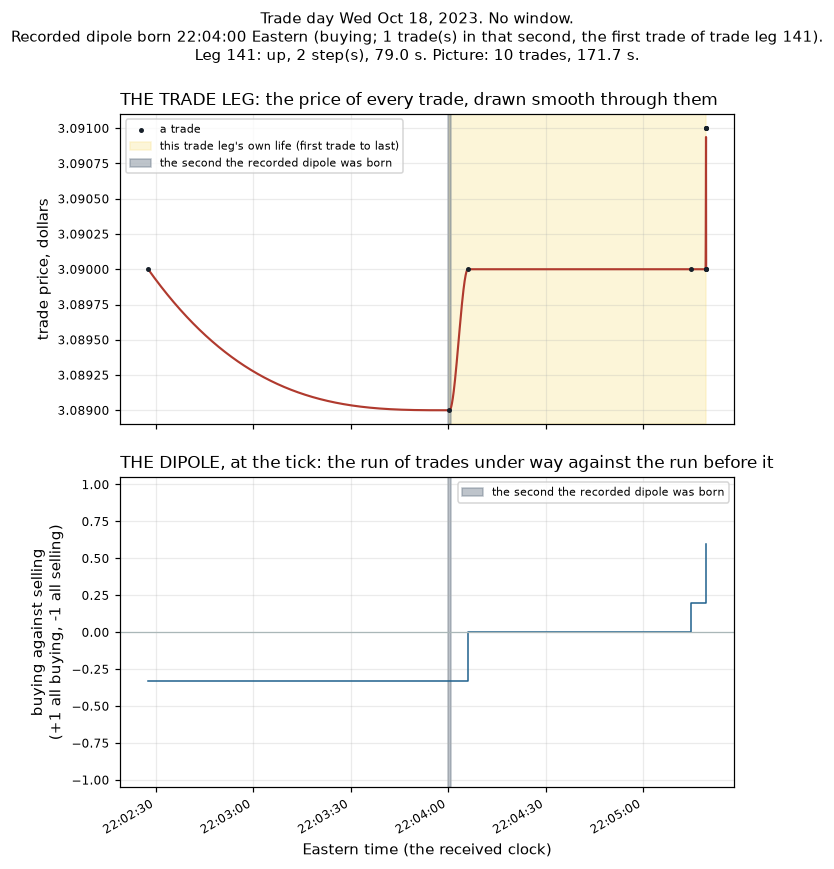 Trade day Wed Oct 18, 2023. No window.
Recorded dipole born 22:04:00 Eastern (buying; 1 trade(s) in that second, the first trade of trade leg 141).
Leg 141: up, 2 step(s), 79.0 s. Picture: 10 trades, 171.7 s.
THE TRADE LEG: the price of every trade, drawn smooth through them
a trade
this trade leg's own life (first trade to last)
the second the recorded dipole was born
trade price, dollars
3.09100
3.09075
3.09050
3.09025
3.09000
3.08975
3.08950
3.08925
3.08900
THE DIPOLE, at the tick: the run of trades under way against the run before it
the second the recorded dipole was born
buying against selling
(+1 all buying, -1 all selling)
1.00
0.75
0.50
0.25
0.00
−0.25
−0.50
−0.75
−1.00
22:02:30
22:03:00
22:03:30
22:04:00
22:04:30
22:05:00
Eastern time (the received clock)